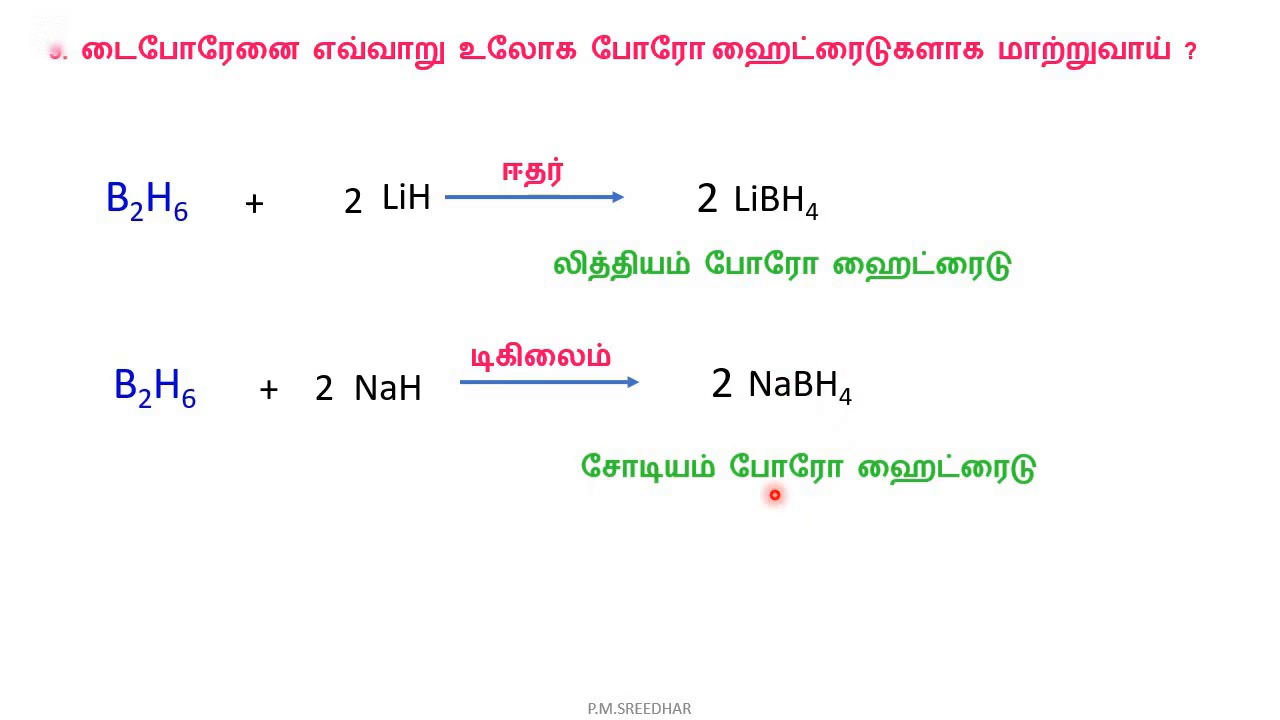 டைபோரேனை எவ்வாறு உலோக போரோ ஹைட்ரைடுகளாக மாற்றுவாய் ?
ஈதர்
B₂H₆ + 2 LiH 2 LiBH₄
லித்தியம் போரோ ஹைட்ரைடு
டிகிலைம்
B₂H₆ + 2 NaH 2 NaBH₄
சோடியம் போரோ ஹைட்ரைடு
P.M.SREEDHAR